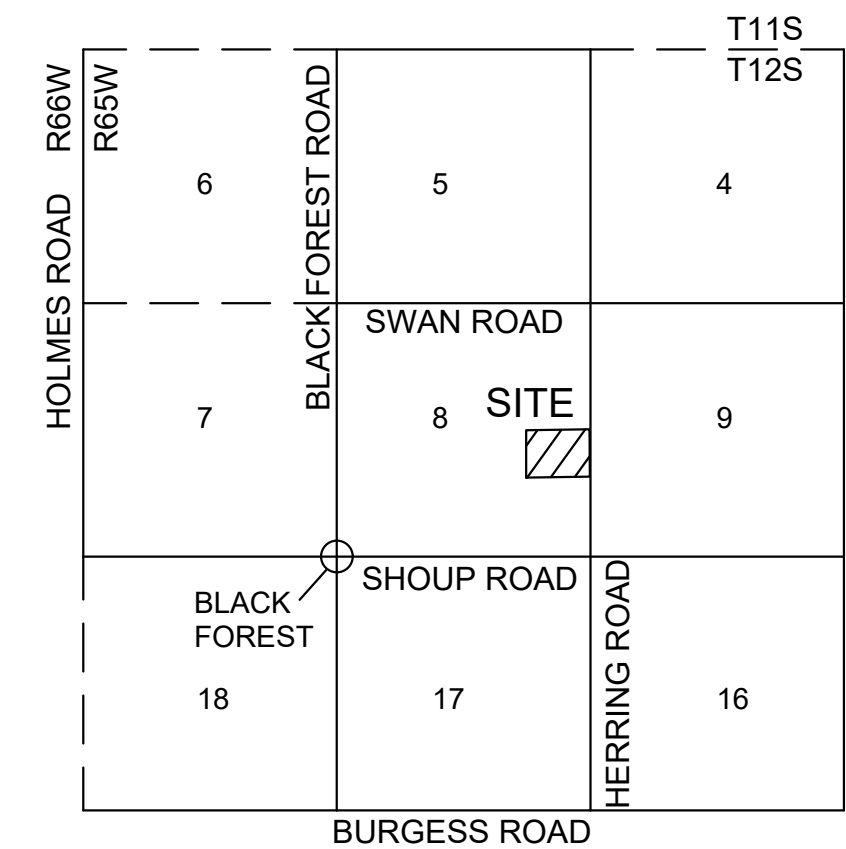 T11S
T12S
R66W
R65W
HOLMES ROAD
BLACK FOREST ROAD
6
5
4
SWAN ROAD
7
8
SITE
9
SHOUP ROAD
BLACK
FOREST
HERRING ROAD
18
17
16
BURGESS ROAD